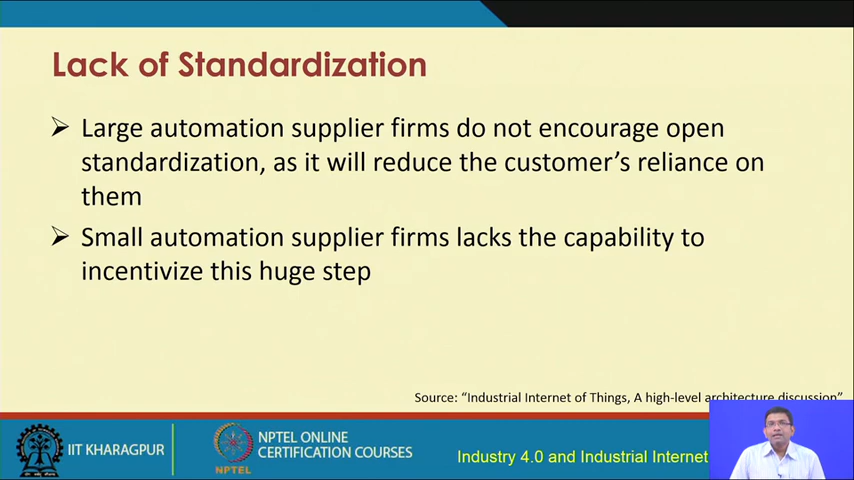 Lack of Standardization
➢ Large automation supplier firms do not encourage open
standardization, as it will reduce the customer's reliance on
them
➢ Small automation supplier firms lacks the capability to
incentivize this huge step
Source: "Industrial Internet of Things, A high-level architecture discussion"
IIT KHARAGPUR
NPTEL
NPTEL ONLINE
CERTIFICATION COURSES
Industry 4.0 and Industrial Internet